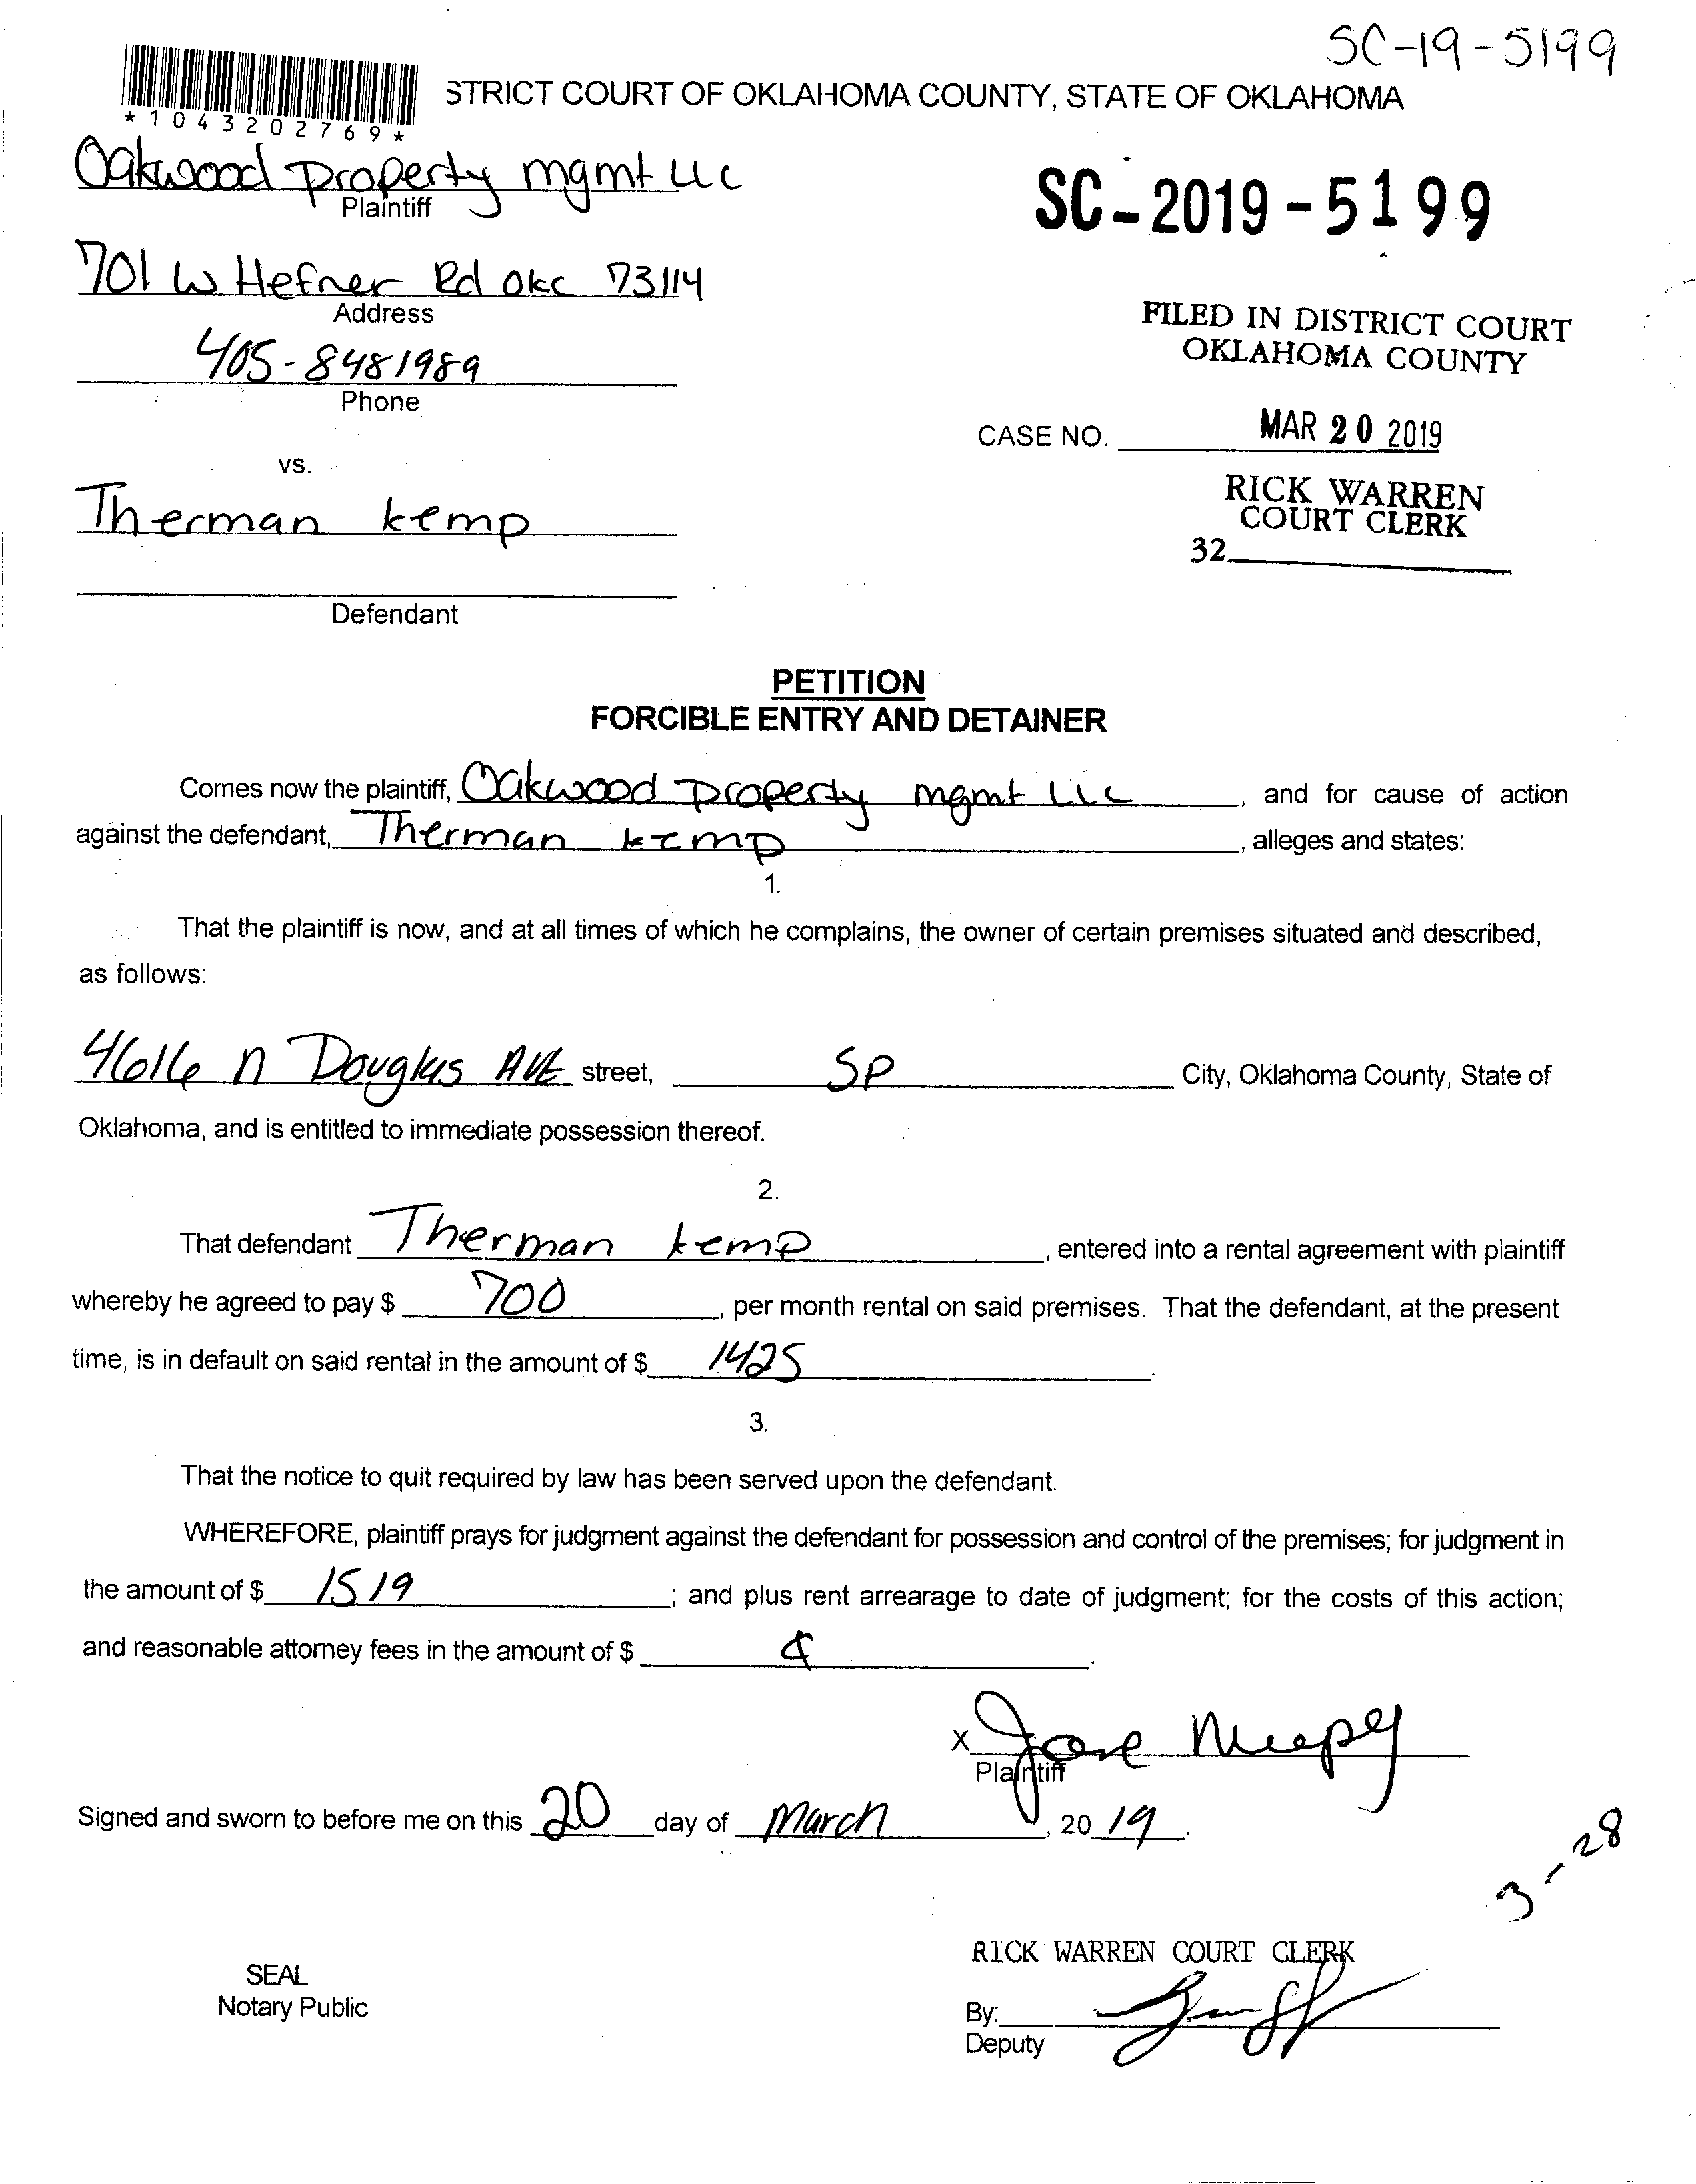 SC-19-5199
*1043202769*
STRICT COURT OF OKLAHOMA COUNTY, STATE OF OKLAHOMA
Oakwood Property mgmt LLC
Plaintiff
SC-2019-5199
701 W Hefner Rd OKC 73114
Address
FILED IN DISTRICT COURT
OKLAHOMA COUNTY
405-8481989
Phone
CASE NO.
MAR 20 2019
vs.
RICK WARREN
COURT CLERK
32
Therman kemp
Defendant
PETITION
FORCIBLE ENTRY AND DETAINER
Comes now the plaintiff, Oakwood Property mgmt LLC, and for cause of action
against the defendant, Therman kemp, alleges and states:
1.
That the plaintiff is now, and at all times of which he complains, the owner of certain premises situated and described,
as follows:
4616 n Douglas AVE street, SP City, Oklahoma County, State of
Oklahoma, and is entitled to immediate possession thereof.
2.
That defendant Therman kemp, entered into a rental agreement with plaintiff
whereby he agreed to pay $ 700, per month rental on said premises. That the defendant, at the present
time, is in default on said rental in the amount of $ 1425.
3.
That the notice to quit required by law has been served upon the defendant.
WHEREFORE, plaintiff prays for judgment against the defendant for possession and control of the premises; for judgment in
the amount of $ 1519; and plus rent arrearage to date of judgment; for the costs of this action;
and reasonable attorney fees in the amount of $
X
Plaintiff
Signed and sworn to before me on this 20 day of March, 20 19.
3-28
RICK WARREN COURT CLERK
SEAL
Notary Public
By:
Deputy